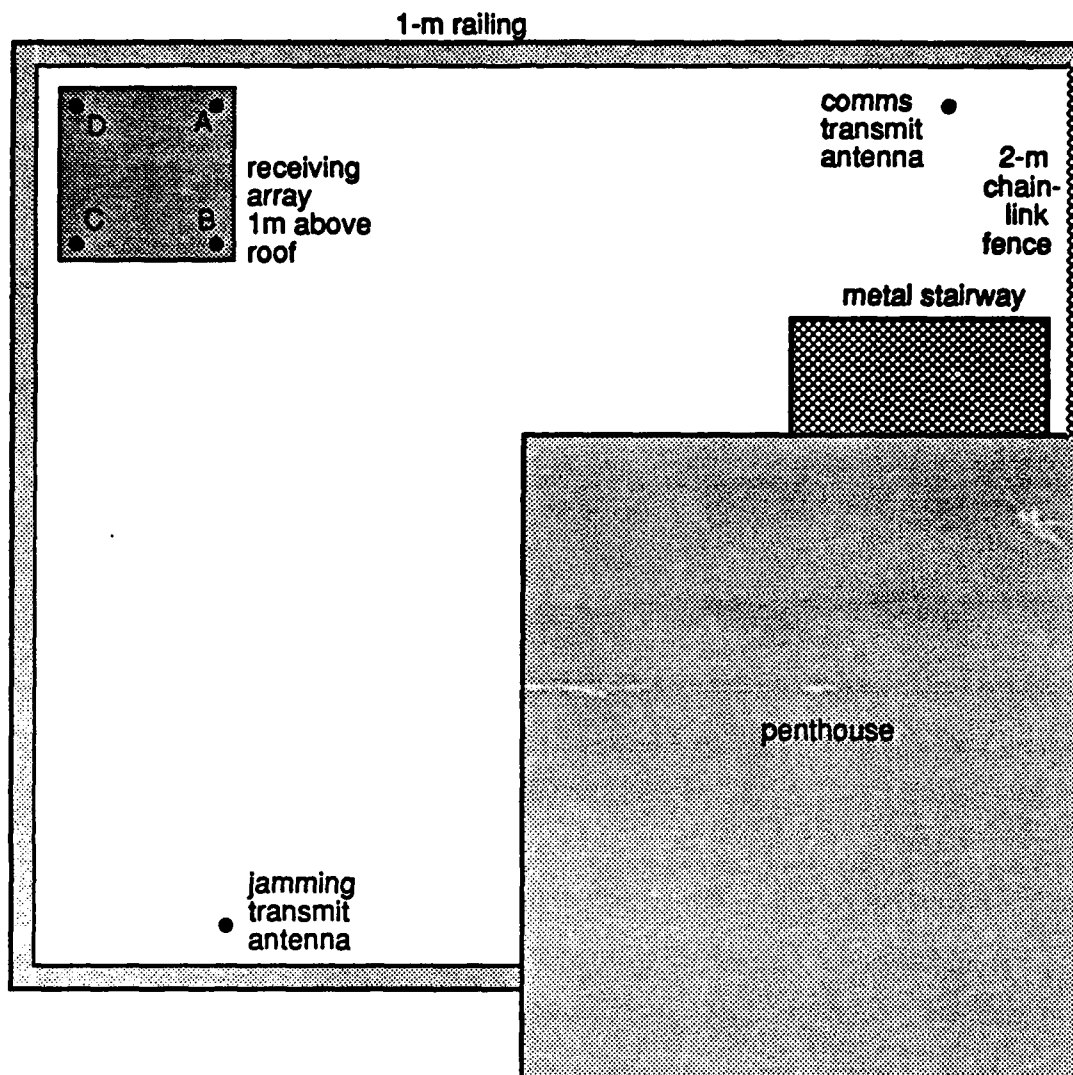 1-m railing
D
A
C
B
receiving
array
1m above
roof
comms
transmit
antenna
2-m
chain-
link
fence
metal stairway
penthouse
jamming
transmit
antenna